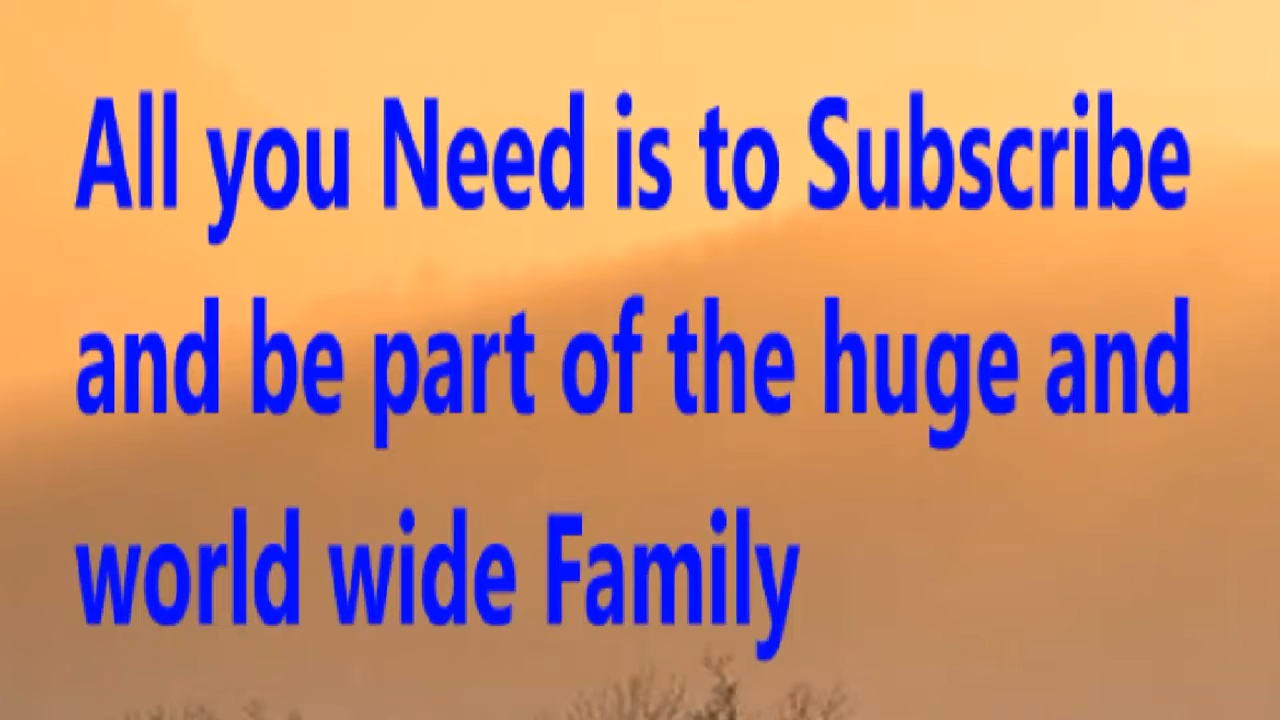 All you Need is to Subscribe
and be part of the huge and
world wide Family